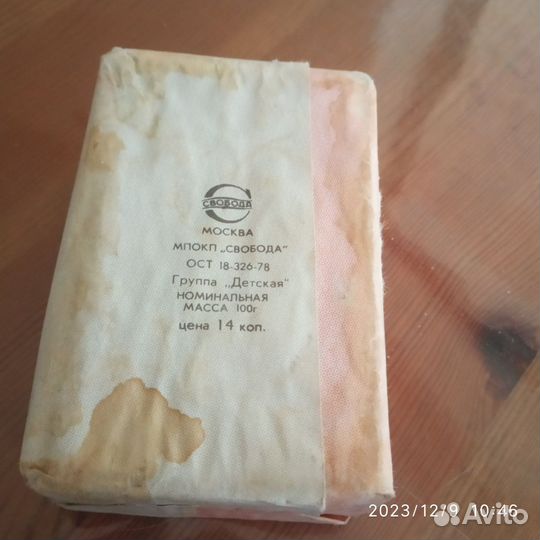 СВОБОДА
МОСКВА
МПОКП „СВОБОДА"
ОСТ 18-326-78
Группа „Детская"
НОМИНАЛЬНАЯ
МАССА 100г
цена 14 коп.
2023/12/9 10:46
Avito